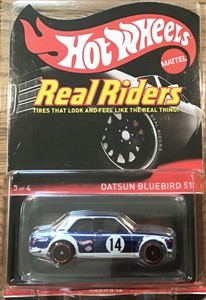 Hot Wheels
MATTEL
Real Riders
TIRES THAT LOOK AND FEEL LIKE THE REAL THING!
3 OF 4
DATSUN BLUEBIRD 510
14